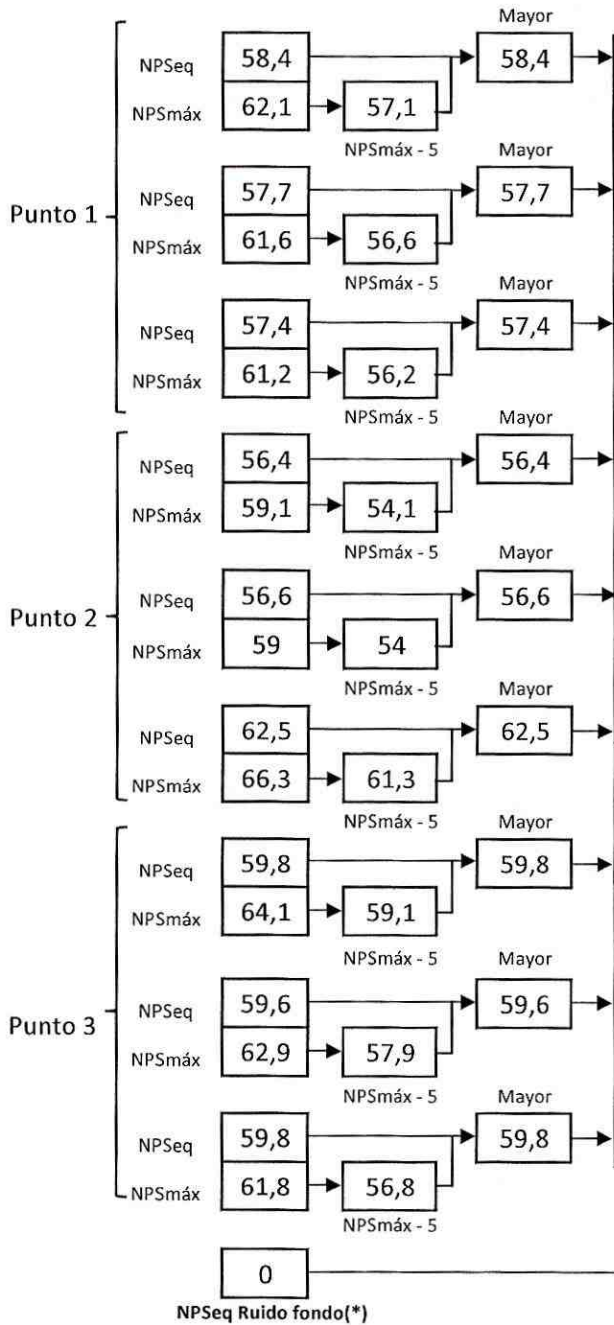 Mayor
NPSeq 58,4 58,4
NPSmáx 62,1 57,1
NPSmáx - 5
Mayor
NPSeq 57,7 57,7
Punto 1
NPSmáx 61,6 56,6
NPSmáx - 5
Mayor
NPSeq 57,4 57,4
NPSmáx 61,2 56,2
NPSmáx - 5
Mayor
NPSeq 56,4 56,4
NPSmáx 59,1 54,1
NPSmáx - 5
Mayor
NPSeq 56,6 56,6
Punto 2
NPSmáx 59 54
NPSmáx - 5
Mayor
NPSeq 62,5 62,5
NPSmáx 66,3 61,3
NPSmáx - 5
Mayor
NPSeq 59,8 59,8
NPSmáx 64,1 59,1
NPSmáx - 5
Mayor
NPSeq 59,6 59,6
Punto 3
NPSmáx 62,9 57,9
NPSmáx - 5
Mayor
NPSeq 59,8 59,8
NPSmáx 61,8 56,8
NPSmáx - 5
0
NPSeq Ruido fondo(*)